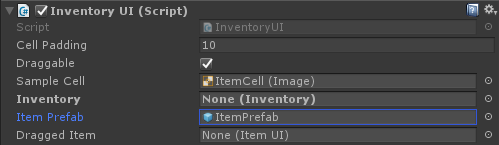 Inventory UI (Script)
Script InventoryUI
Cell Padding 10
Draggable
Sample Cell ItemCell (Image)
Inventory None (Inventory)
Item Prefab ItemPrefab
Dragged Item None (Item UI)